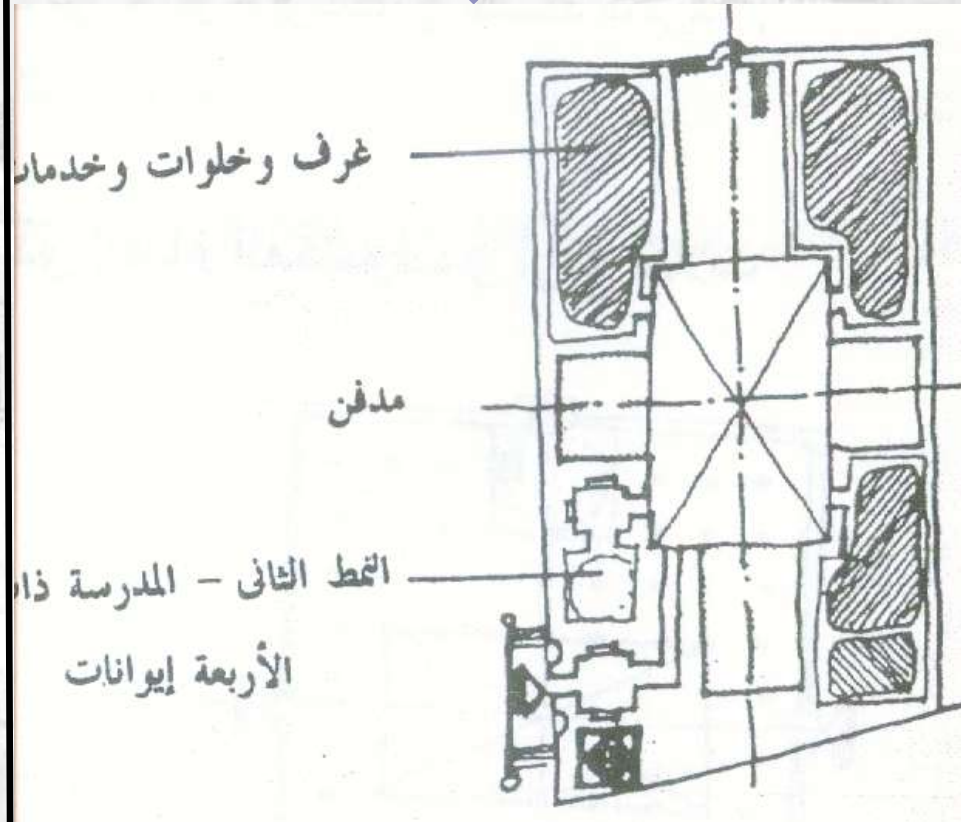 غرف وخلوات وخدمات
مدفن
النمط الثانى – المدرسة ذات
الأربعة إيوانات